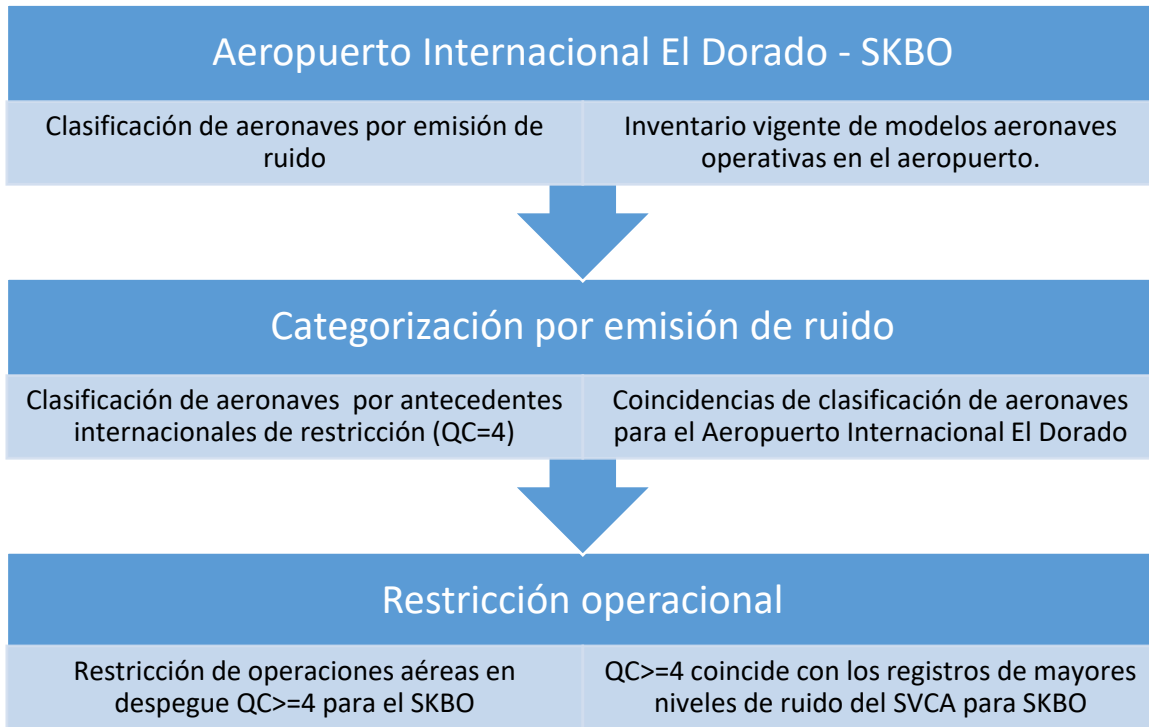 Aeropuerto Internacional El Dorado - SKBO
Clasificación de aeronaves por emisión de
ruido
Inventario vigente de modelos aeronaves
operativas en el aeropuerto.
Categorización por emisión de ruido
Clasificación de aeronaves  por antecedentes
internacionales de restricción (QC=4)
Coincidencias de clasificación de aeronaves
para el Aeropuerto Internacional El Dorado
Restricción operacional
Restricción de operaciones aéreas en
despegue QC>=4 para el SKBO
QC>=4 coincide con los registros de mayores
niveles de ruido del SVCA para SKBO